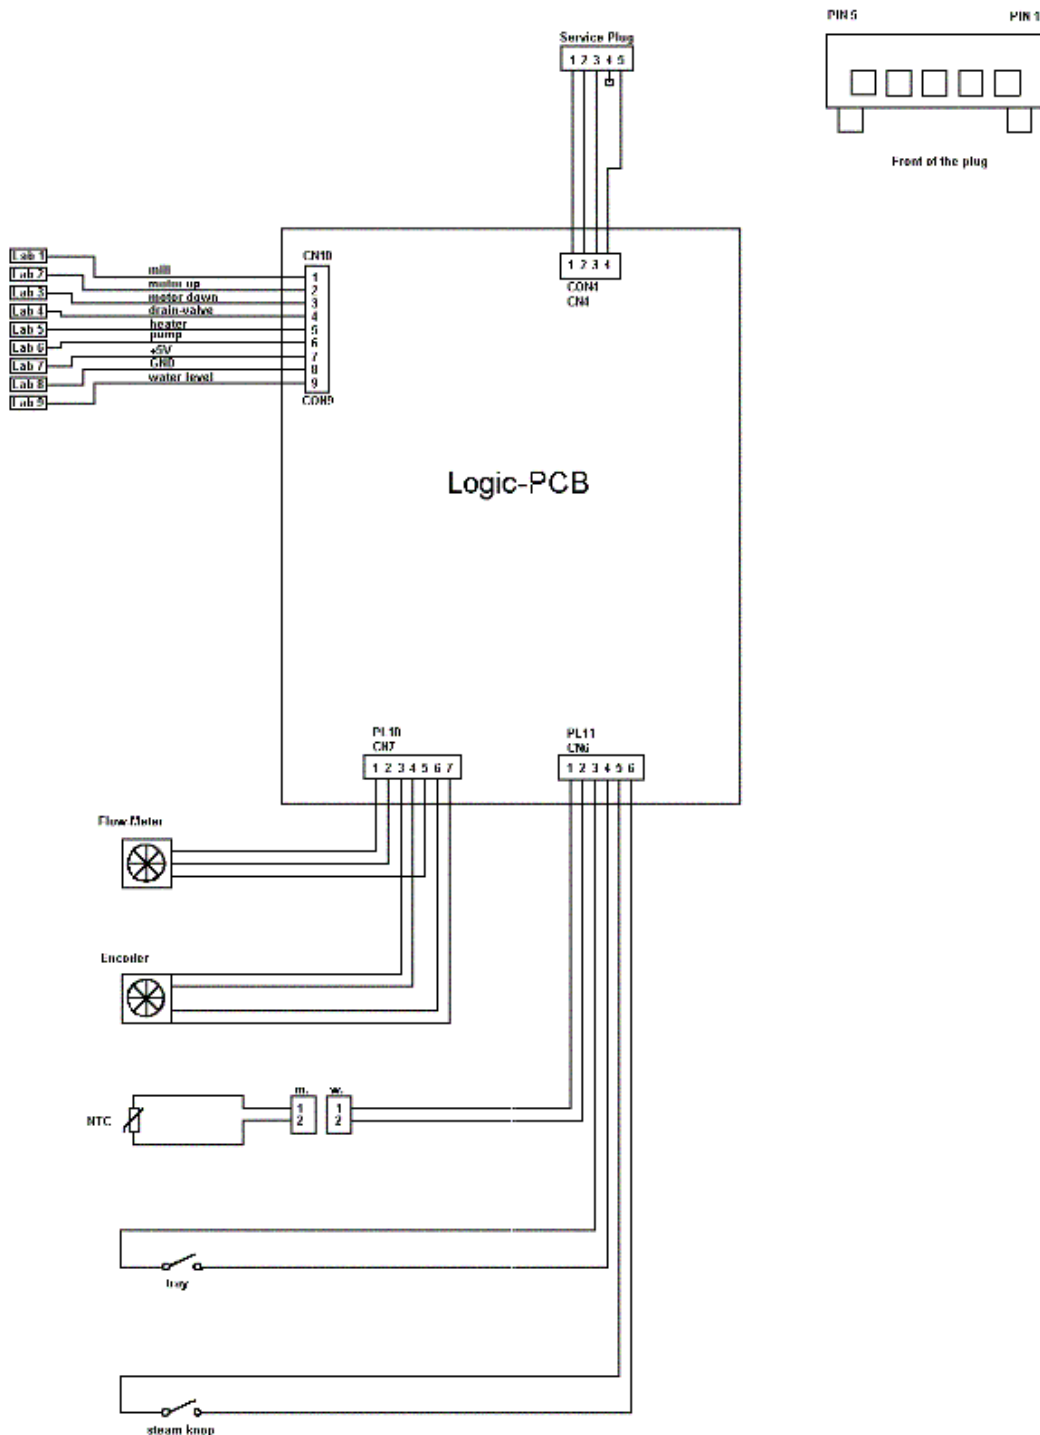 PIN 5
PIN 1
Service Plug
1 2 3 4 5
Front of the plug
Lab 1
Lab 2
Lab 3
Lab 4
Lab 5
Lab 6
Lab 7
Lab 8
Lab 9
mill
motor up
motor down
drain-valve
heater
pump
+5V
GND
water level
CN10
1
2
3
4
5
6
7
8
9
CON9
1 2 3 4
CON4
CN4
Logic-PCB
PL10
CN7
1 2 3 4 5 6 7
PL11
CN6
1 2 3 4 5 6
Flow Meter
Encoder
NTC
m.
w.
1
2
1
2
tray
steam knop